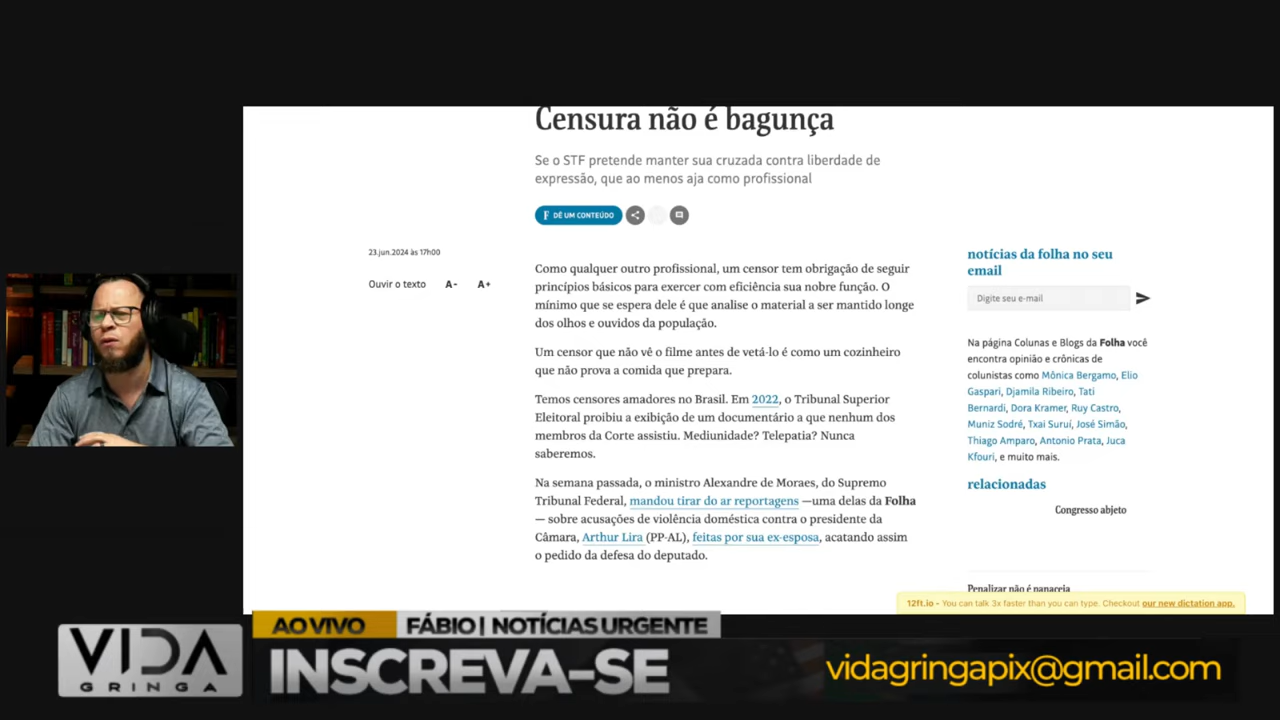 Censura não é bagunça
Se o STF pretende manter sua cruzada contra liberdade de
expressão, que ao menos aja como profissional
F DÊ UM CONTEÚDO
23.jun.2024 às 17h00
Ouvir o texto A- A+
Como qualquer outro profissional, um censor tem obrigação de seguir
princípios básicos para exercer com eficiência sua nobre função. O
mínimo que se espera dele é que analise o material a ser mantido longe
dos olhos e ouvidos da população.
Um censor que não vê o filme antes de vetá-lo é como um cozinheiro
que não prova a comida que prepara.
Temos censores amadores no Brasil. Em 2022, o Tribunal Superior
Eleitoral proibiu a exibição de um documentário a que nenhum dos
membros da Corte assistiu. Mediunidade? Telepatia? Nunca
saberemos.
Na semana passada, o ministro Alexandre de Moraes, do Supremo
Tribunal Federal, mandou tirar do ar reportagens —uma delas da Folha
— sobre acusações de violência doméstica contra o presidente da
Câmara, Arthur Lira (PP-AL), feitas por sua ex-esposa, acatando assim
o pedido da defesa do deputado.
notícias da folha no seu
email
Digite seu e-mail
Na página Colunas e Blogs da Folha você
encontra opinião e crônicas de
colunistas como Mônica Bergamo, Elio
Gaspari, Djamila Ribeiro, Tati
Bernardi, Dora Kramer, Ruy Castro,
Muniz Sodré, Txai Suruí, José Simão,
Thiago Amparo, Antonio Prata, Juca
Kfouri, e muito mais.
relacionadas
Congresso abjeto
Penalizar não é panaceia
12ft.io - You can talk 3x faster than you can type. Checkout our new dictation app.
AO VIVO FÁBIO | NOTÍCIAS URGENTE
VIDA
GRINGA
INSCREVA-SE
vidagringapix@gmail.com